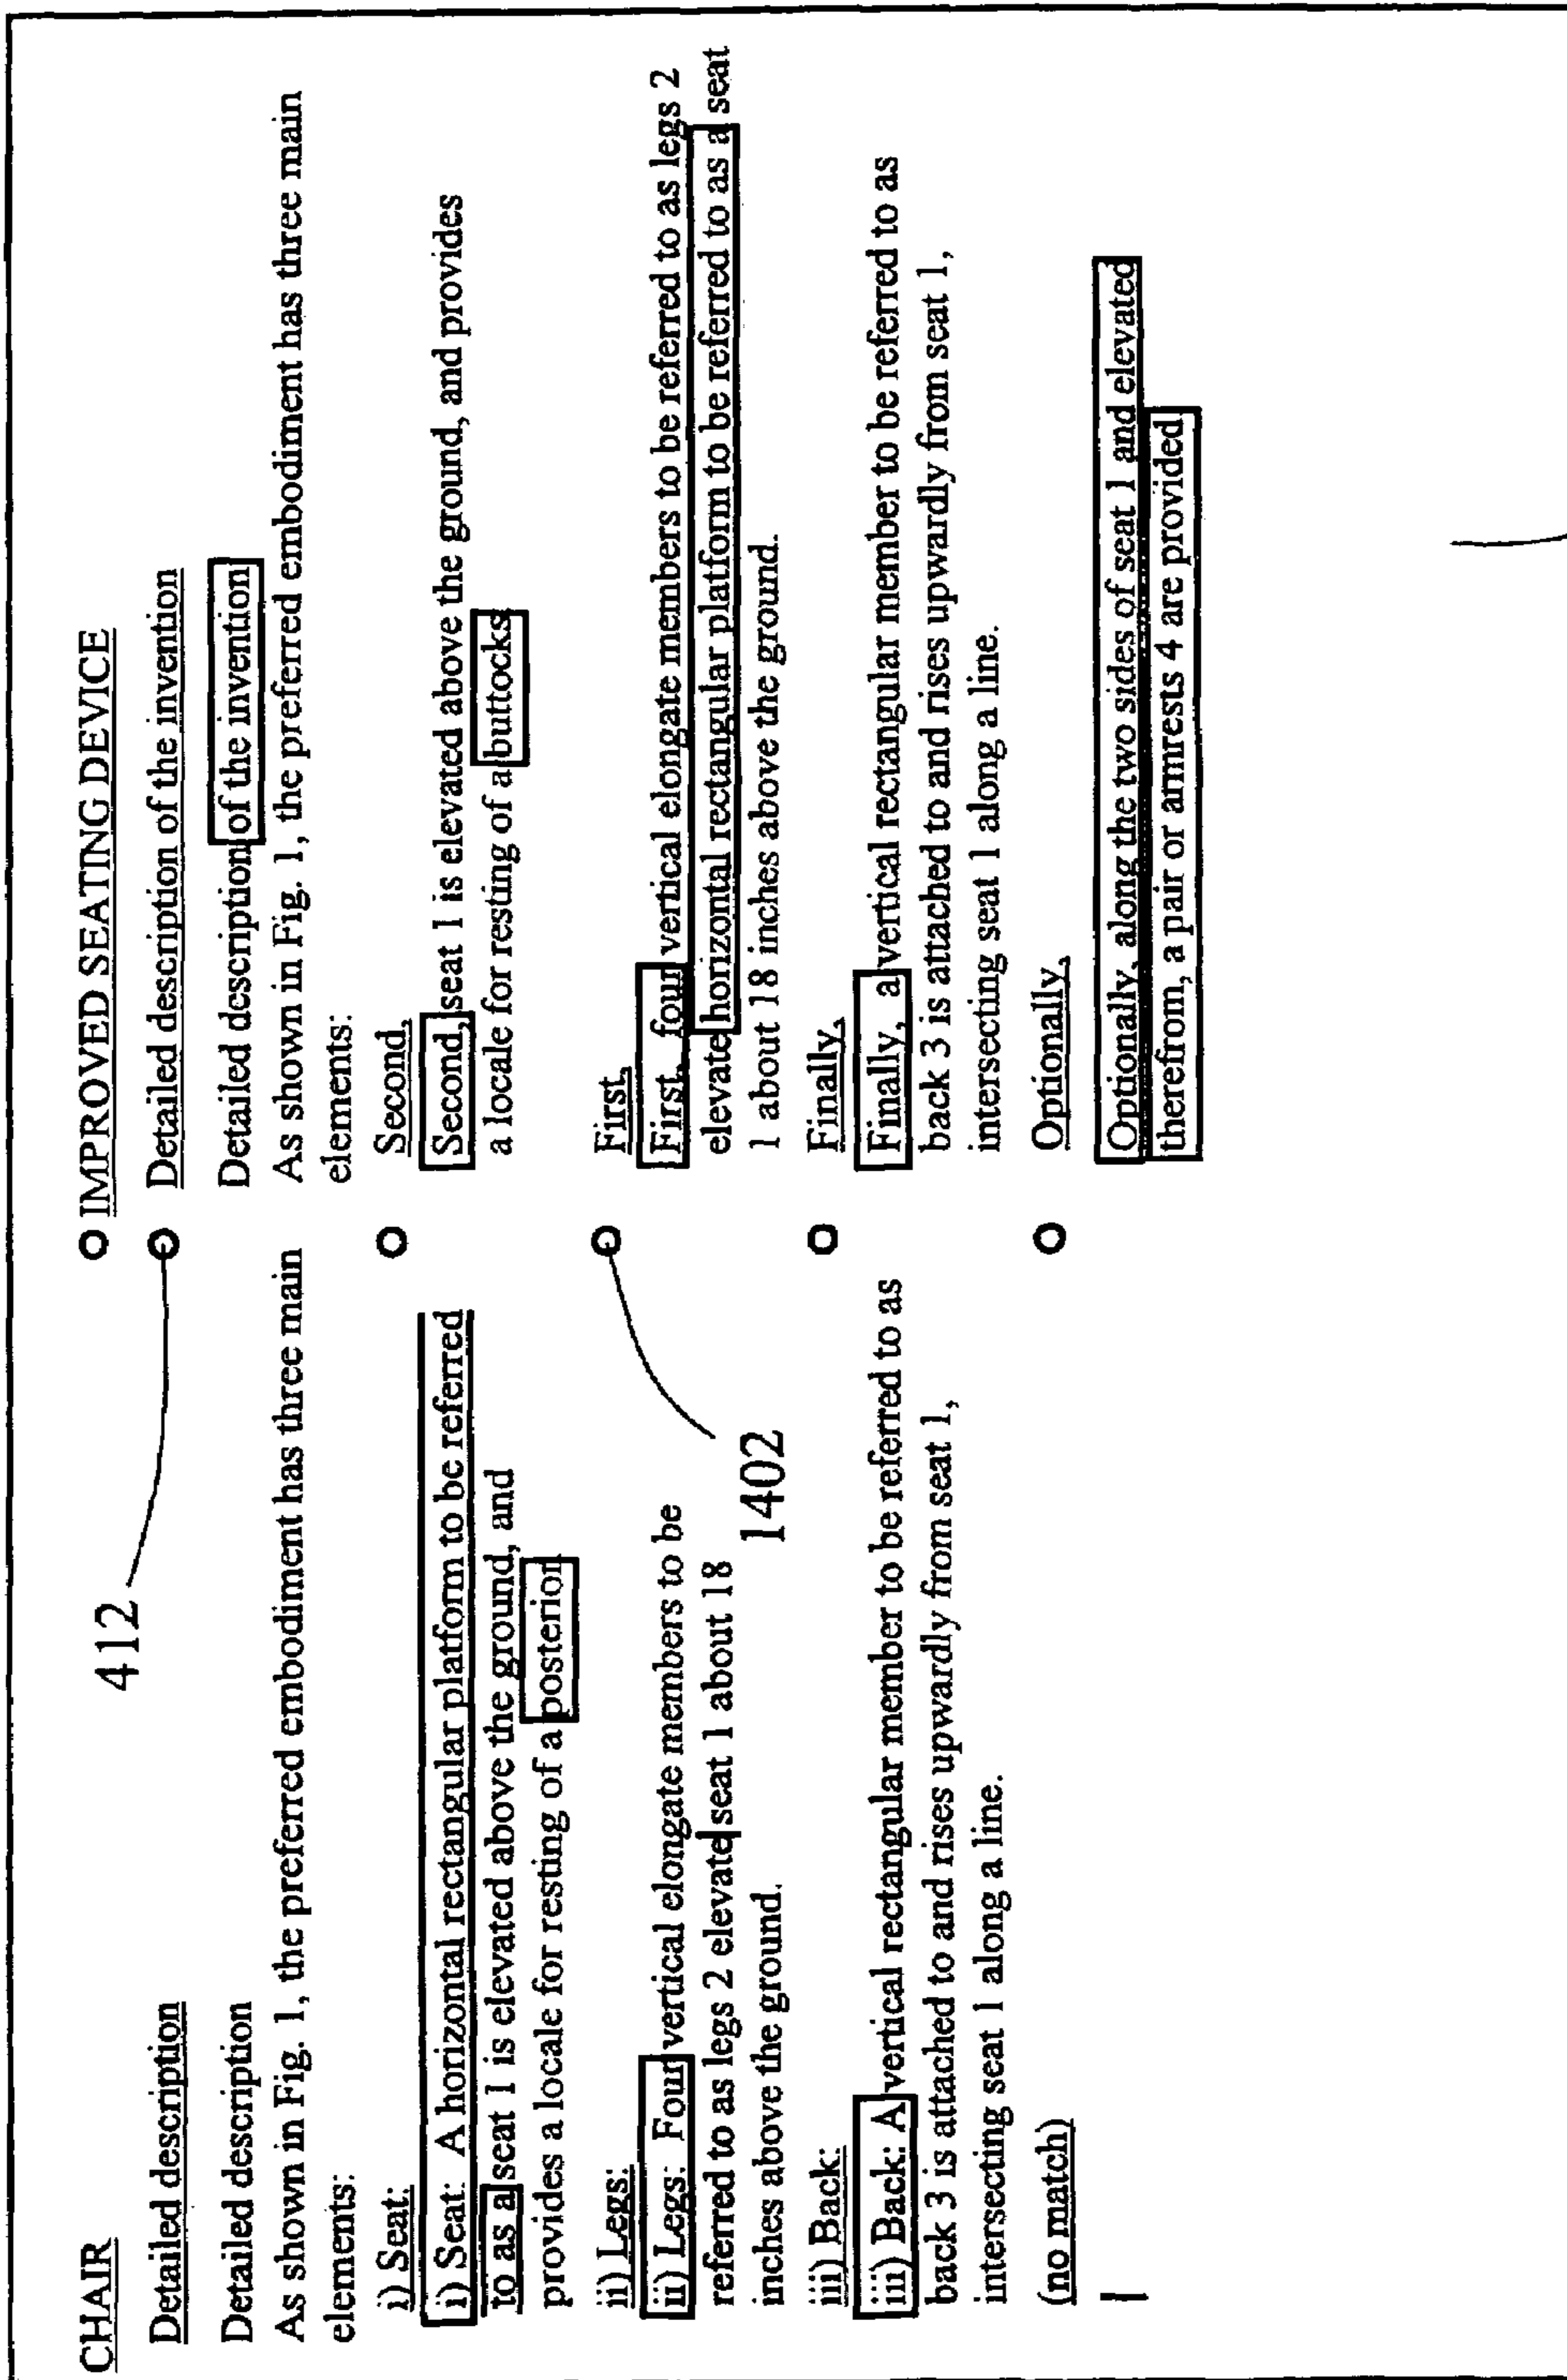 CHAIR
412
Detailed description
Detailed description
As shown in Fig. 1, the preferred embodiment has three main
elements:
i) Seat:
i) Seat: A horizontal rectangular platform to be referred
to as a seat 1 is elevated above the ground, and
provides a locale for resting of a posterior
ii) Legs:
ii) Legs: Four vertical elongate members to be
referred to as legs 2 elevate seat 1 about 18
inches above the ground.
1402
iii) Back:
iii) Back: A vertical rectangular member to be referred to as
back 3 is attached to and rises upwardly from seat 1,
intersecting seat 1 along a line.
(no match)
IMPROVED SEATING DEVICE
Detailed description of the invention
Detailed description of the invention
As shown in Fig. 1, the preferred embodiment has three main
elements:
Second,
Second, seat 1 is elevated above the ground, and provides
a locale for resting of a buttocks
First,
First, four vertical elongate members to be referred to as legs 2
elevate horizontal rectangular platform to be referred to as a seat
1 about 18 inches above the ground.
Finally,
Finally, a vertical rectangular member to be referred to as
back 3 is attached to and rises upwardly from seat 1,
intersecting seat 1 along a line.
Optionally,
Optionally, along the two sides of seat 1 and elevated
therefrom, a pair or armrests 4 are provided